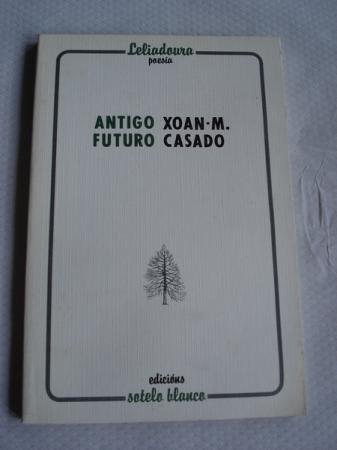 Leliadoura
poesía
ANTIGO XOAN-M.
FUTURO CASADO
edicións
sotelo blanco